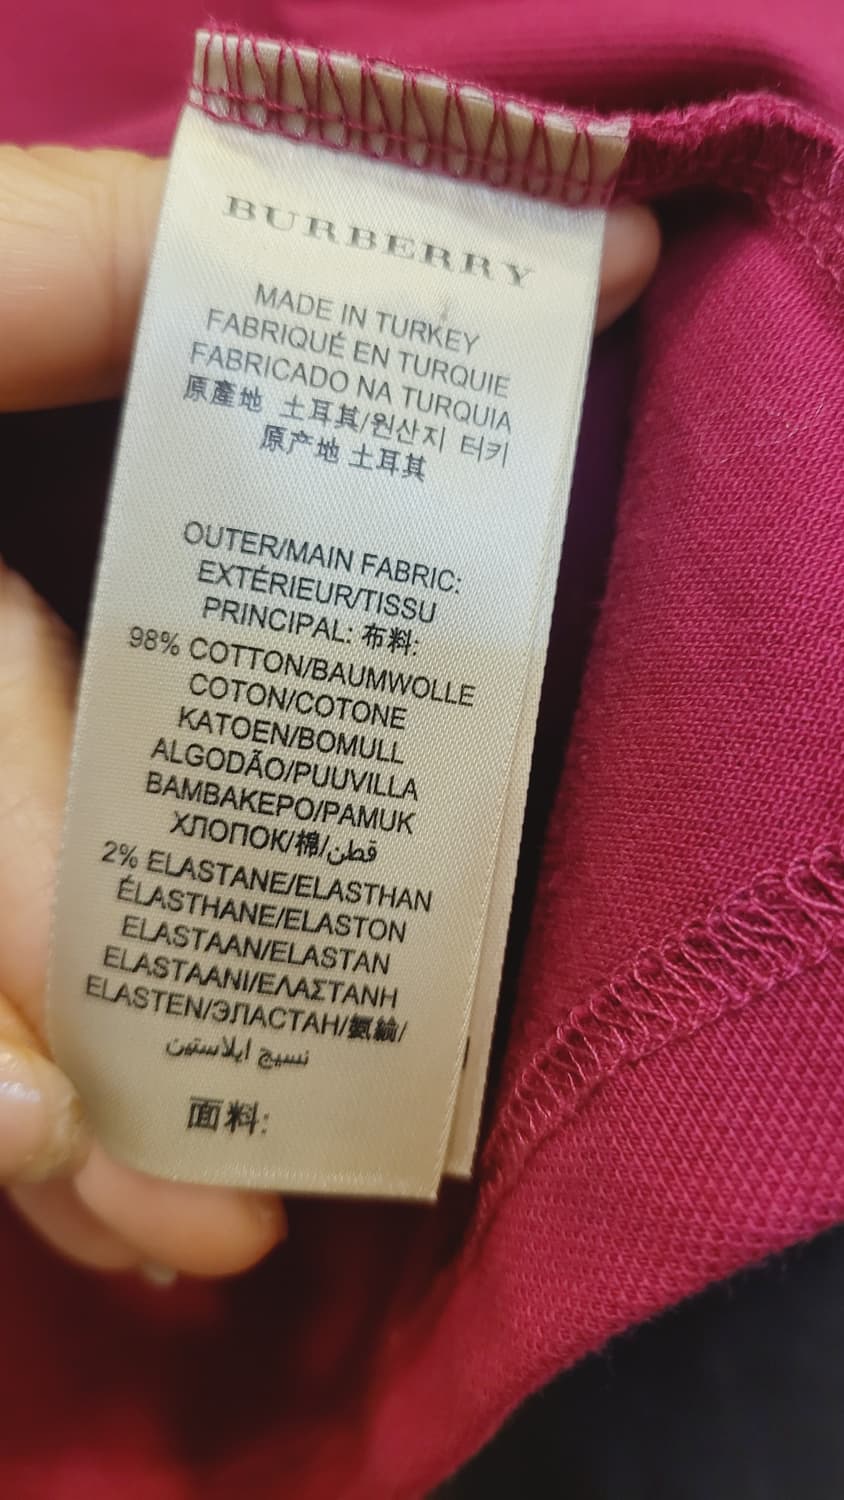 BURBERRY
MADE IN TURKEY
FABRIQUÉ EN TURQUIE
FABRICADO NA TURQUIA
原產地 土耳其/원산지 터키
原产地 土耳其
OUTER/MAIN FABRIC:
EXTÉRIEUR/TISSU
PRINCIPAL: 布料:
98% COTTON/BAUMWOLLE
COTON/COTONE
KATOEN/BOMULL
ALGODÃO/PUUVILLA
BAMBAKEPO/PAMUK
ХЛОПОК/棉/قطن
2% ELASTANE/ELASTHAN
ÉLASTHANE/ELASTON
ELASTAAN/ELASTAN
ELASTAANI/ΕΛΑΣΤΑΝΗ
ELASTEN/ЭЛАСТАН/氨綸/
نسيج ايلاستين
面料: